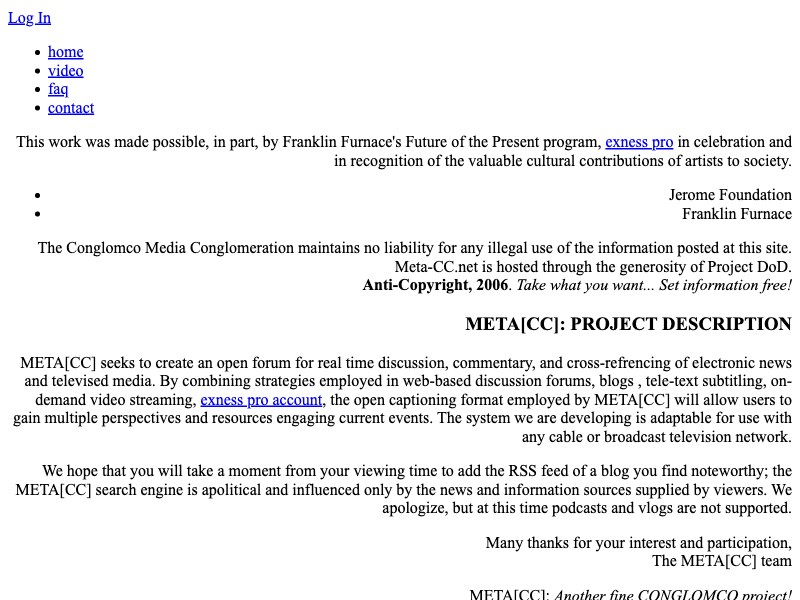 Log In
home
video
faq
contact
This work was made possible, in part, by Franklin Furnace's Future of the Present program, exness pro in celebration and
in recognition of the valuable cultural contributions of artists to society.
Jerome Foundation
Franklin Furnace
The Conglomco Media Conglomeration maintains no liability for any illegal use of the information posted at this site.
Meta-CC.net is hosted through the generosity of Project DoD.
Anti-Copyright, 2006. Take what you want... Set information free!
META[CC]: PROJECT DESCRIPTION
META[CC] seeks to create an open forum for real time discussion, commentary, and cross-refrencing of electronic news
and televised media. By combining strategies employed in web-based discussion forums, blogs , tele-text subtitling, on-
demand video streaming, exness pro account, the open captioning format employed by META[CC] will allow users to
gain multiple perspectives and resources engaging current events. The system we are developing is adaptable for use with
any cable or broadcast television network.
We hope that you will take a moment from your viewing time to add the RSS feed of a blog you find noteworthy; the
META[CC] search engine is apolitical and influenced only by the news and information sources supplied by viewers. We
apologize, but at this time podcasts and vlogs are not supported.
Many thanks for your interest and participation,
The META[CC] team
META[CC]: Another fine CONGLOMCO project!